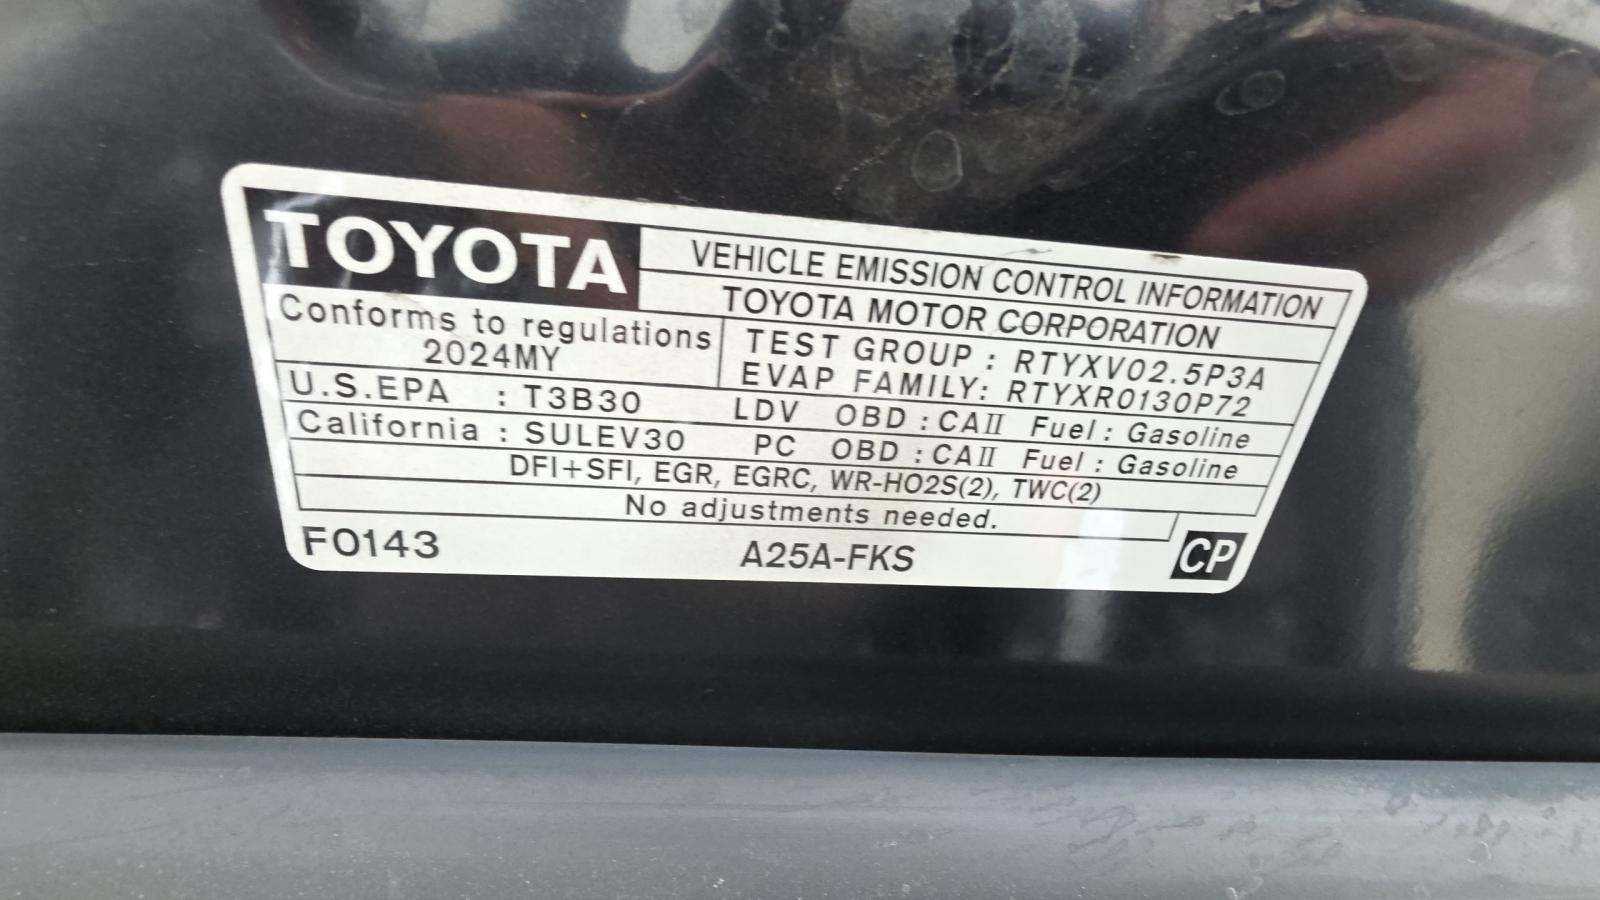 TOYOTA
VEHICLE EMISSION CONTROL INFORMATION
TOYOTA MOTOR CORPORATION
Conforms to regulations
2024MY
TEST GROUP : RTYXV02.5P3A
EVAP FAMILY: RTYXR0130P72
U.S.EPA : T3B30 LDV OBD : CAII Fuel : Gasoline
California : SULEV30 PC OBD : CAII Fuel : Gasoline
DFI+SFI, EGR, EGRC, WR-HO2S(2), TWC(2)
No adjustments needed.
F0143 A25A-FKS CP